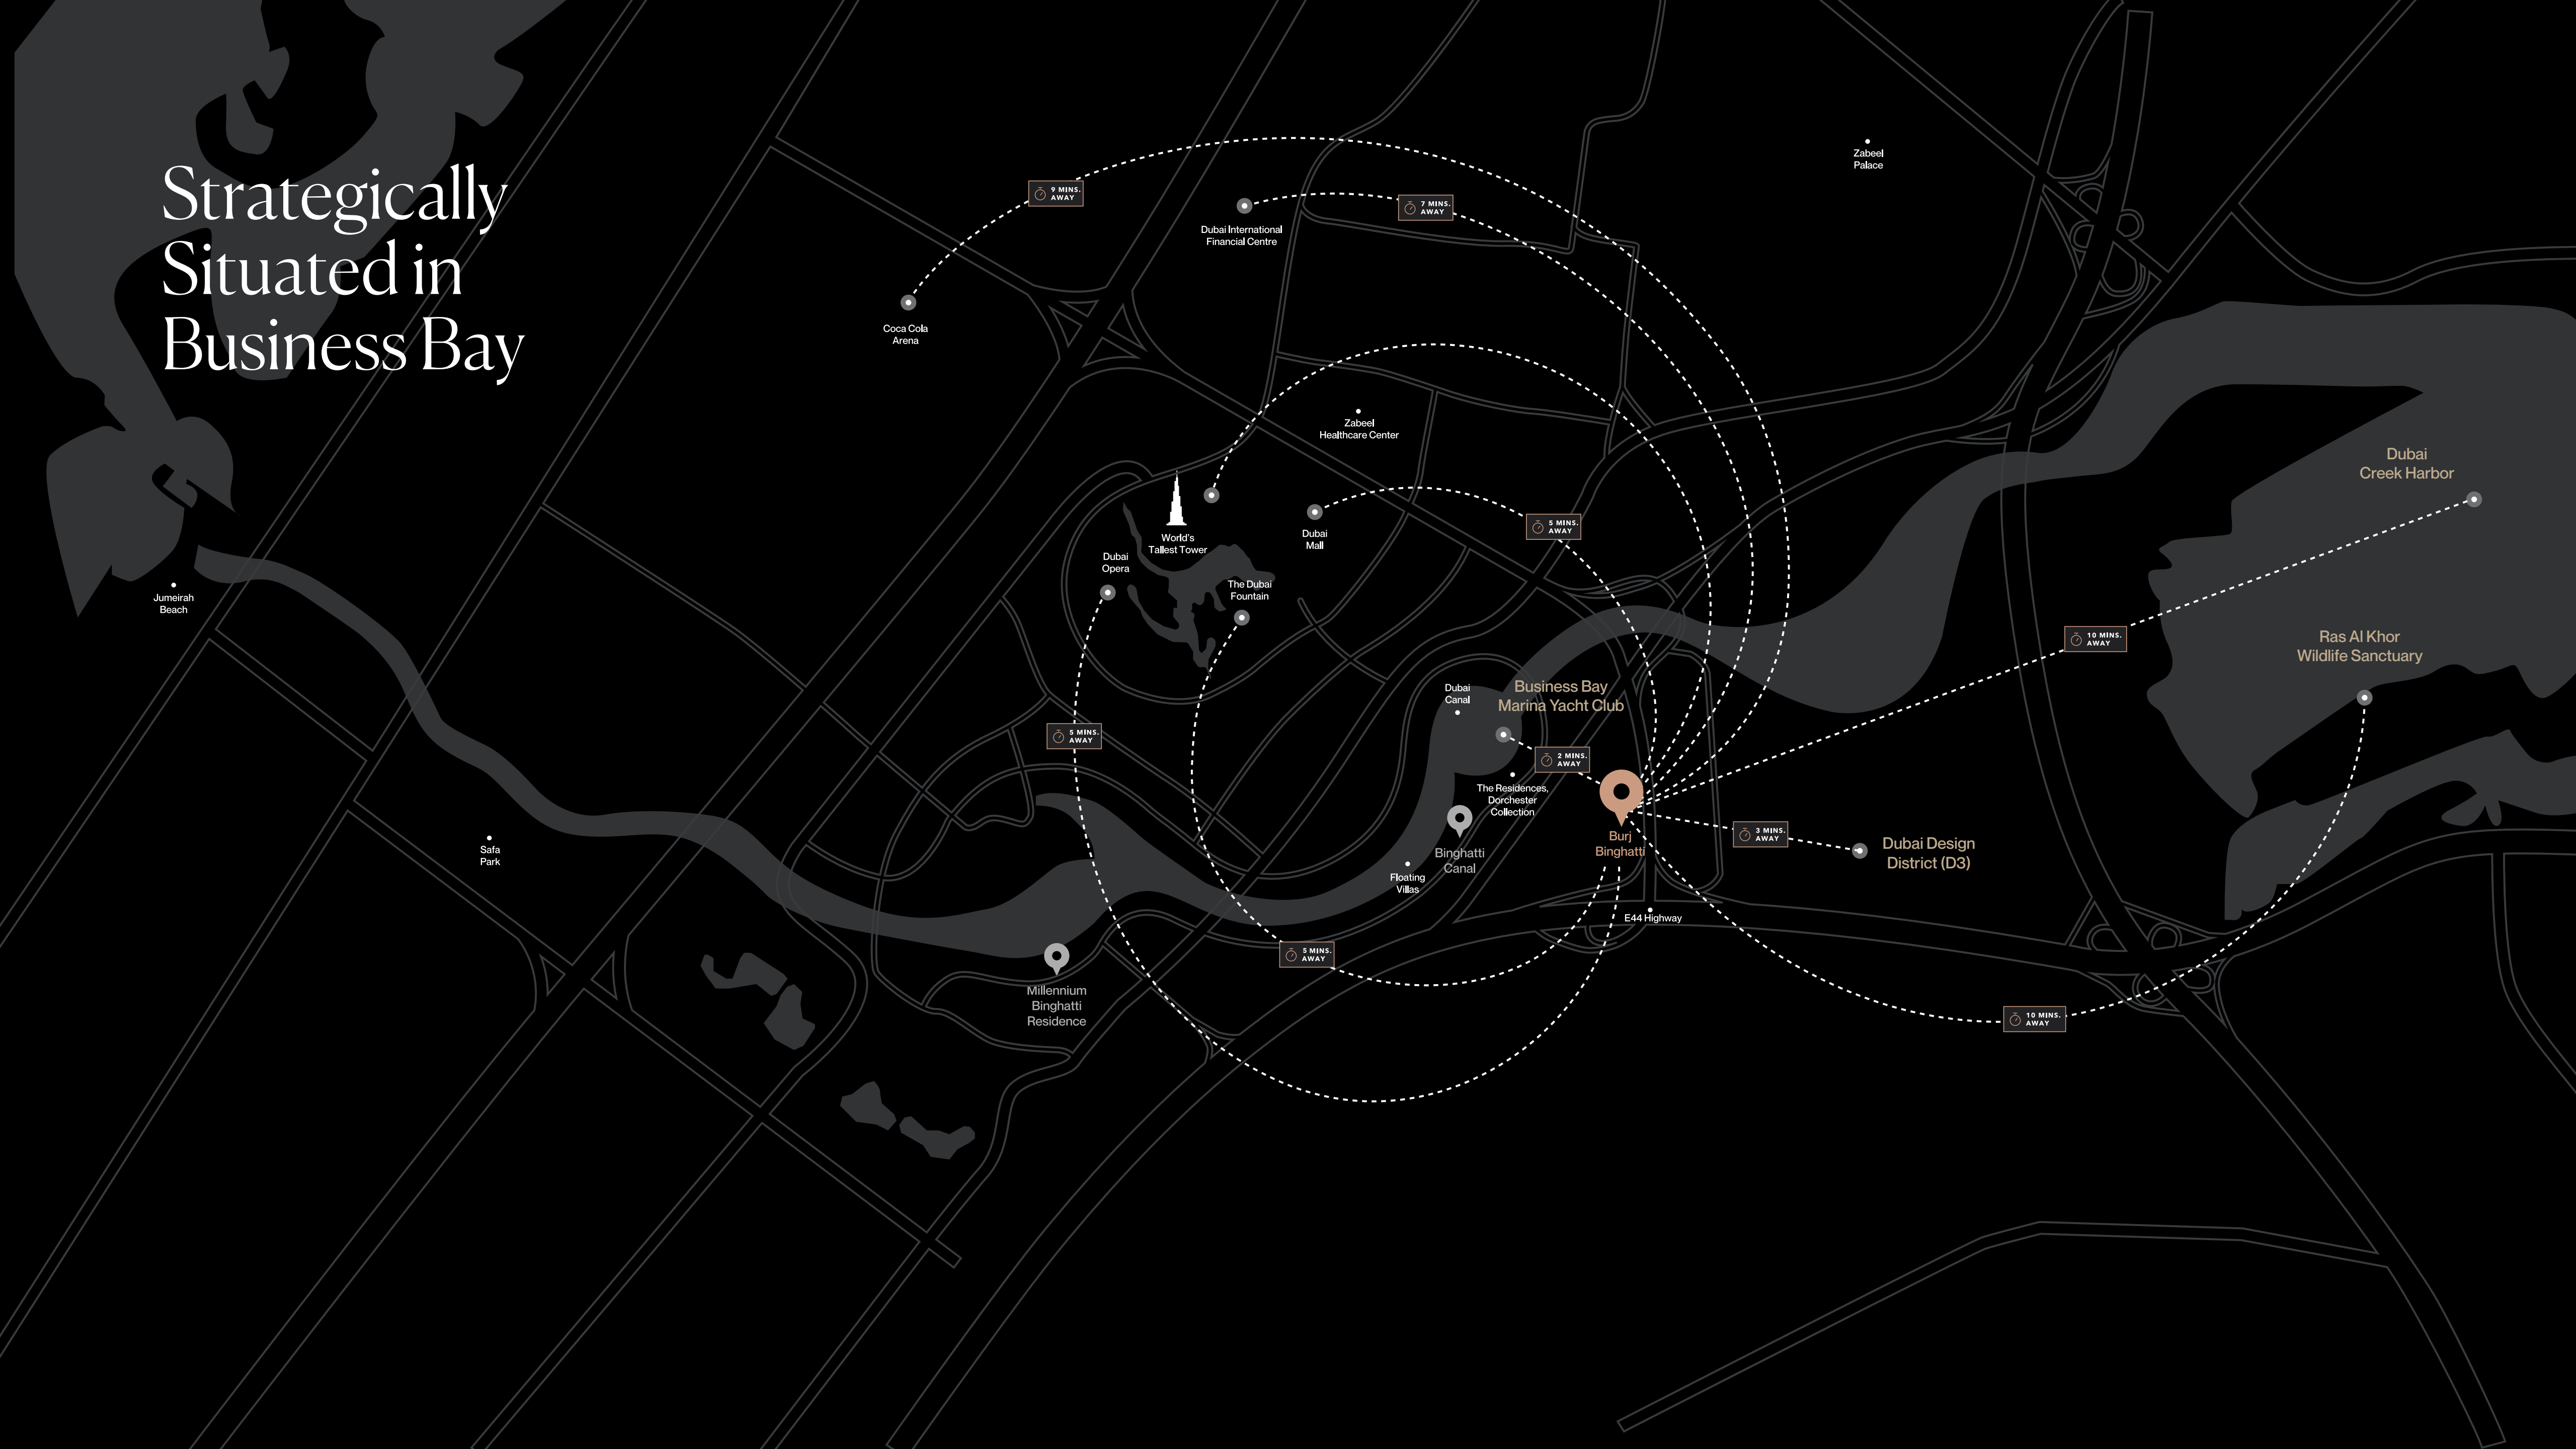 Strategically
Situated in
Business Bay
Zabeel
Palace
9 MINS.
AWAY
7 MINS.
AWAY
Dubai International
Financial Centre
Coca Cola
Arena
Zabeel
Healthcare Center
Dubai
Creek Harbor
5 MINS.
AWAY
World's
Tallest Tower
Dubai
Mall
Dubai
Opera
The Dubai
Fountain
Jumeirah
Beach
10 MINS.
AWAY
Ras Al Khor
Wildlife Sanctuary
Dubai
Canal
Business Bay
Marina Yacht Club
5 MINS.
AWAY
2 MINS.
AWAY
The Residences,
Dorchester
Collection
Burj
Binghatti
3 MINS.
AWAY
Dubai Design
District (D3)
Safa
Park
Binghatti
Canal
Floating
Villas
E44 Highway
5 MINS.
AWAY
Millennium
Binghatti
Residence
10 MINS.
AWAY